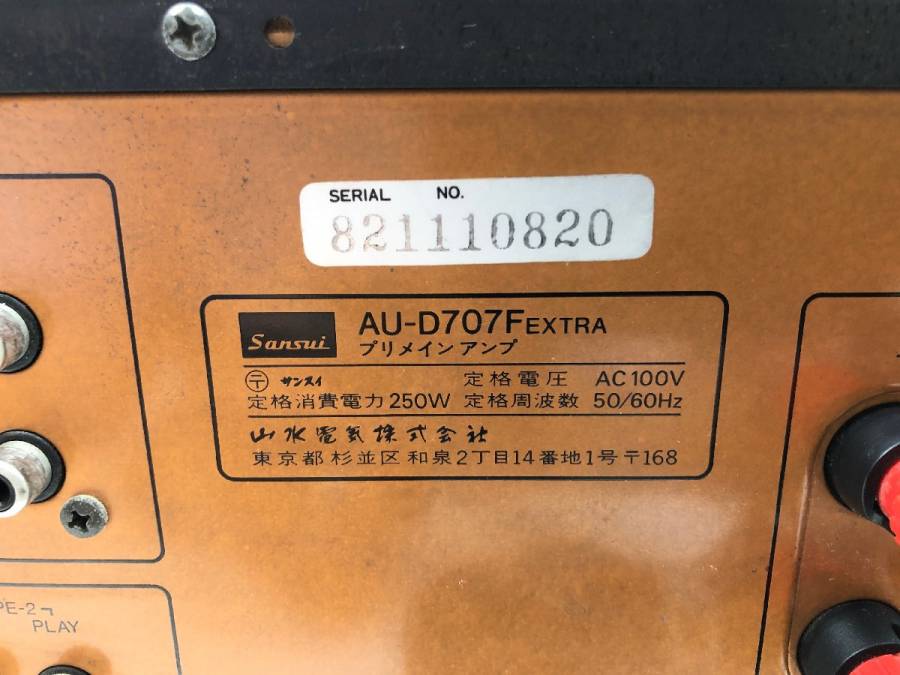 SERIAL NO.
821110820
Sansui AU-D707F EXTRA
プリメインアンプ
〒 サンスイ 定格電圧 AC100V
定格消費電力 250W 定格周波数 50/60Hz
山水電気株式会社
東京都杉並区和泉2丁目14番地1号〒168
PE-2
PLAY